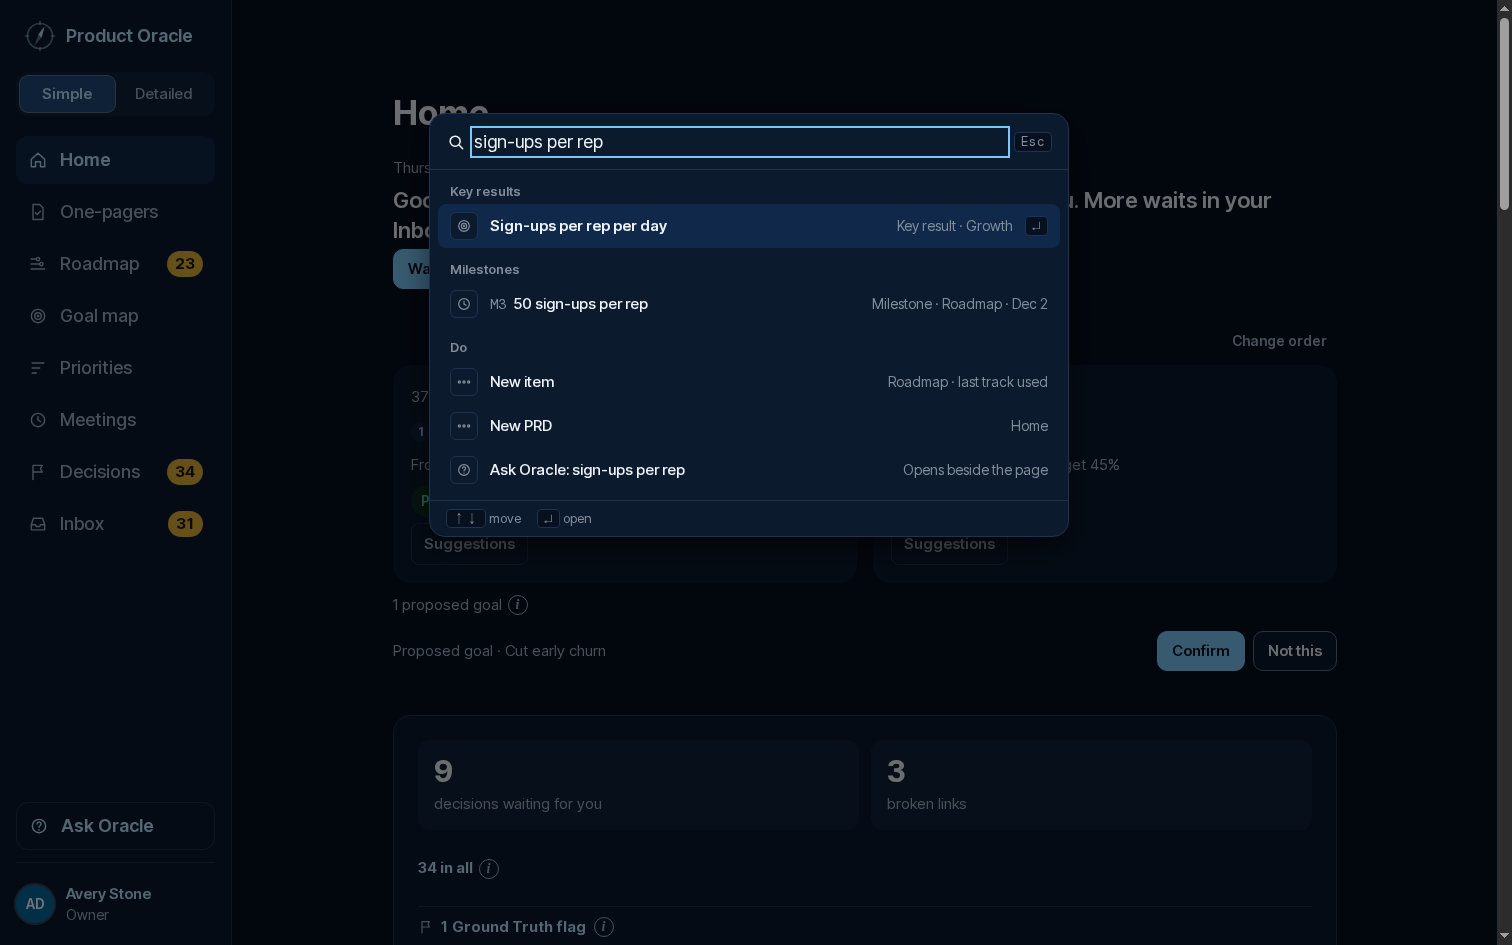 Product Oracle
Simple Detailed
Home
One-pagers
Roadmap 23
Goal map
Priorities
Meetings
Decisions 34
Inbox 31
Ask Oracle
AD Avery Stone
Owner
Home
sign-ups per rep Esc
Key results
Sign-ups per rep per day Key result · Growth
Milestones
M3 50 sign-ups per rep Milestone · Roadmap · Dec 2
Do
New item Roadmap · last track used
New PRD Home
Ask Oracle: sign-ups per rep Opens beside the page
↑ ↓ move ↵ open
More waits in your
Change order
37
1
45%
Suggestions Suggestions
1 proposed goal i
Proposed goal · Cut early churn Confirm Not this
9 3
decisions waiting for you broken links
34 in all i
1 Ground Truth flag i